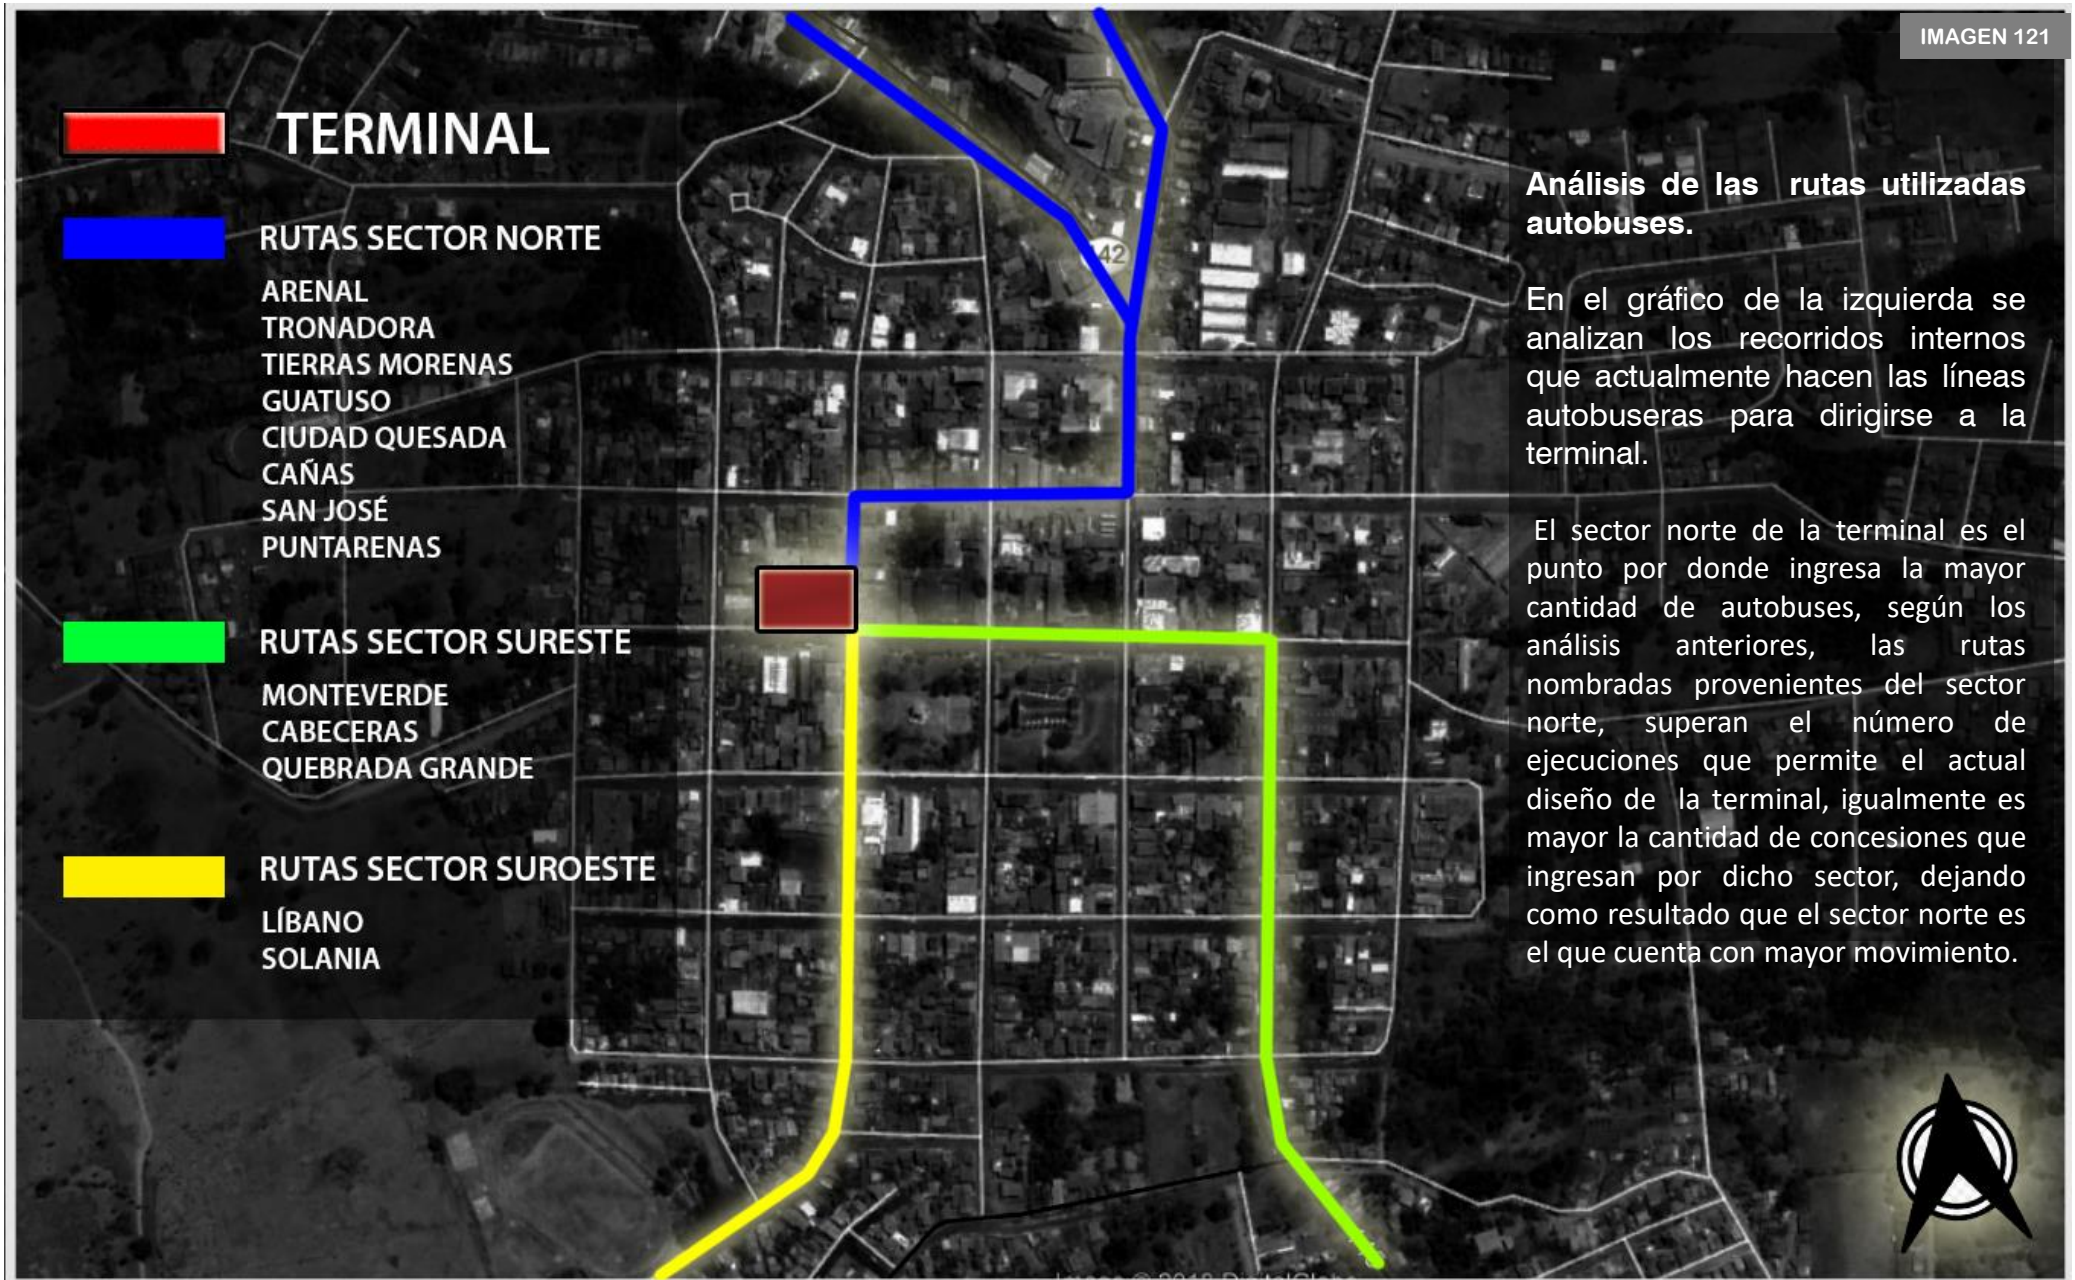 IMAGEN 121
TERMINAL
RUTAS SECTOR NORTE
ARENAL
TRONADORA
TIERRAS MORENAS
GUATUSO
CIUDAD QUESADA
CAÑAS
SAN JOSÉ
PUNTARENAS
RUTAS SECTOR SURESTE
MONTEVERDE
CABECERAS
QUEBRADA GRANDE
RUTAS SECTOR SUROESTE
LÍBANO
SOLANIA
42
Análisis de las rutas utilizadas
autobuses.
En el gráfico de la izquierda se
analizan los recorridos internos
que actualmente hacen las líneas
autobuseras para dirigirse a la
terminal.
El sector norte de la terminal es el
punto por donde ingresa la mayor
cantidad de autobuses, según los
análisis anteriores, las rutas
nombradas provenientes del sector
norte, superan el número de
ejecuciones que permite el actual
diseño de la terminal, igualmente es
mayor la cantidad de concesiones que
ingresan por dicho sector, dejando
como resultado que el sector norte es
el que cuenta con mayor movimiento.